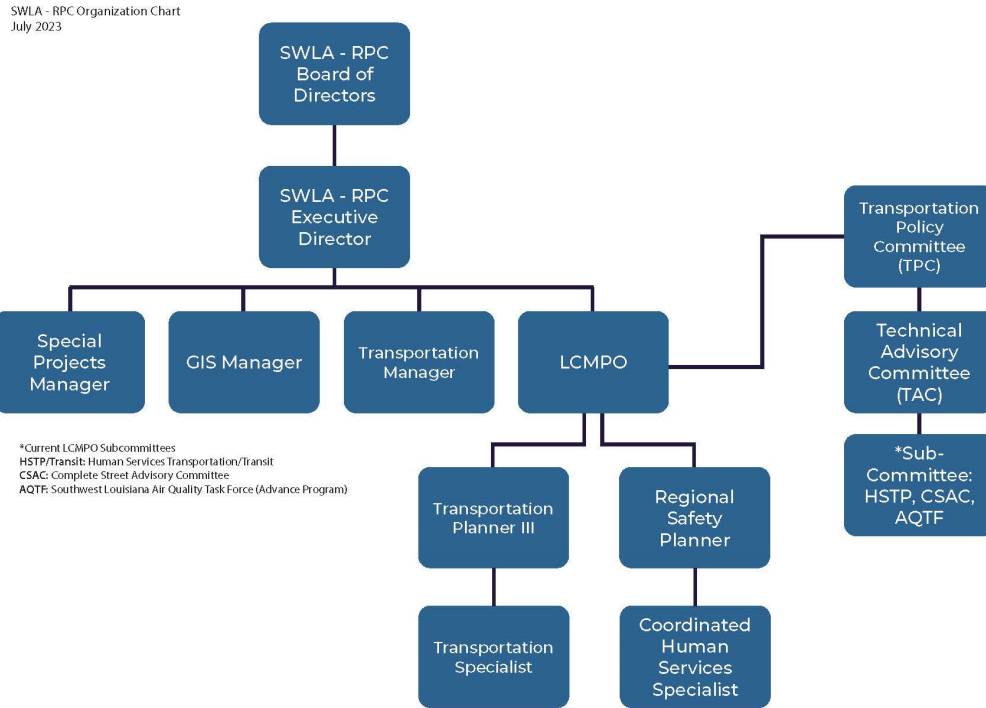 SWLA - RPC Organization Chart
July 2023
SWLA - RPC
Board of
Directors
SWLA - RPC
Executive
Director
Special
Projects
Manager
GIS Manager
Transportation
Manager
LCMPO
Transportation
Policy
Committee
(TPC)
Technical
Advisory
Committee
(TAC)
*Sub-
Committee:
HSTP, CSAC,
AQTF
*Current LCMPO Subcommittees
HSTP/Transit: Human Services Transportation/Transit
CSAC: Complete Street Advisory Committee
AQTF: Southwest Louisiana Air Quality Task Force (Advance Program)
Transportation
Planner III
Regional
Safety
Planner
Transportation
Specialist
Coordinated
Human
Services
Specialist